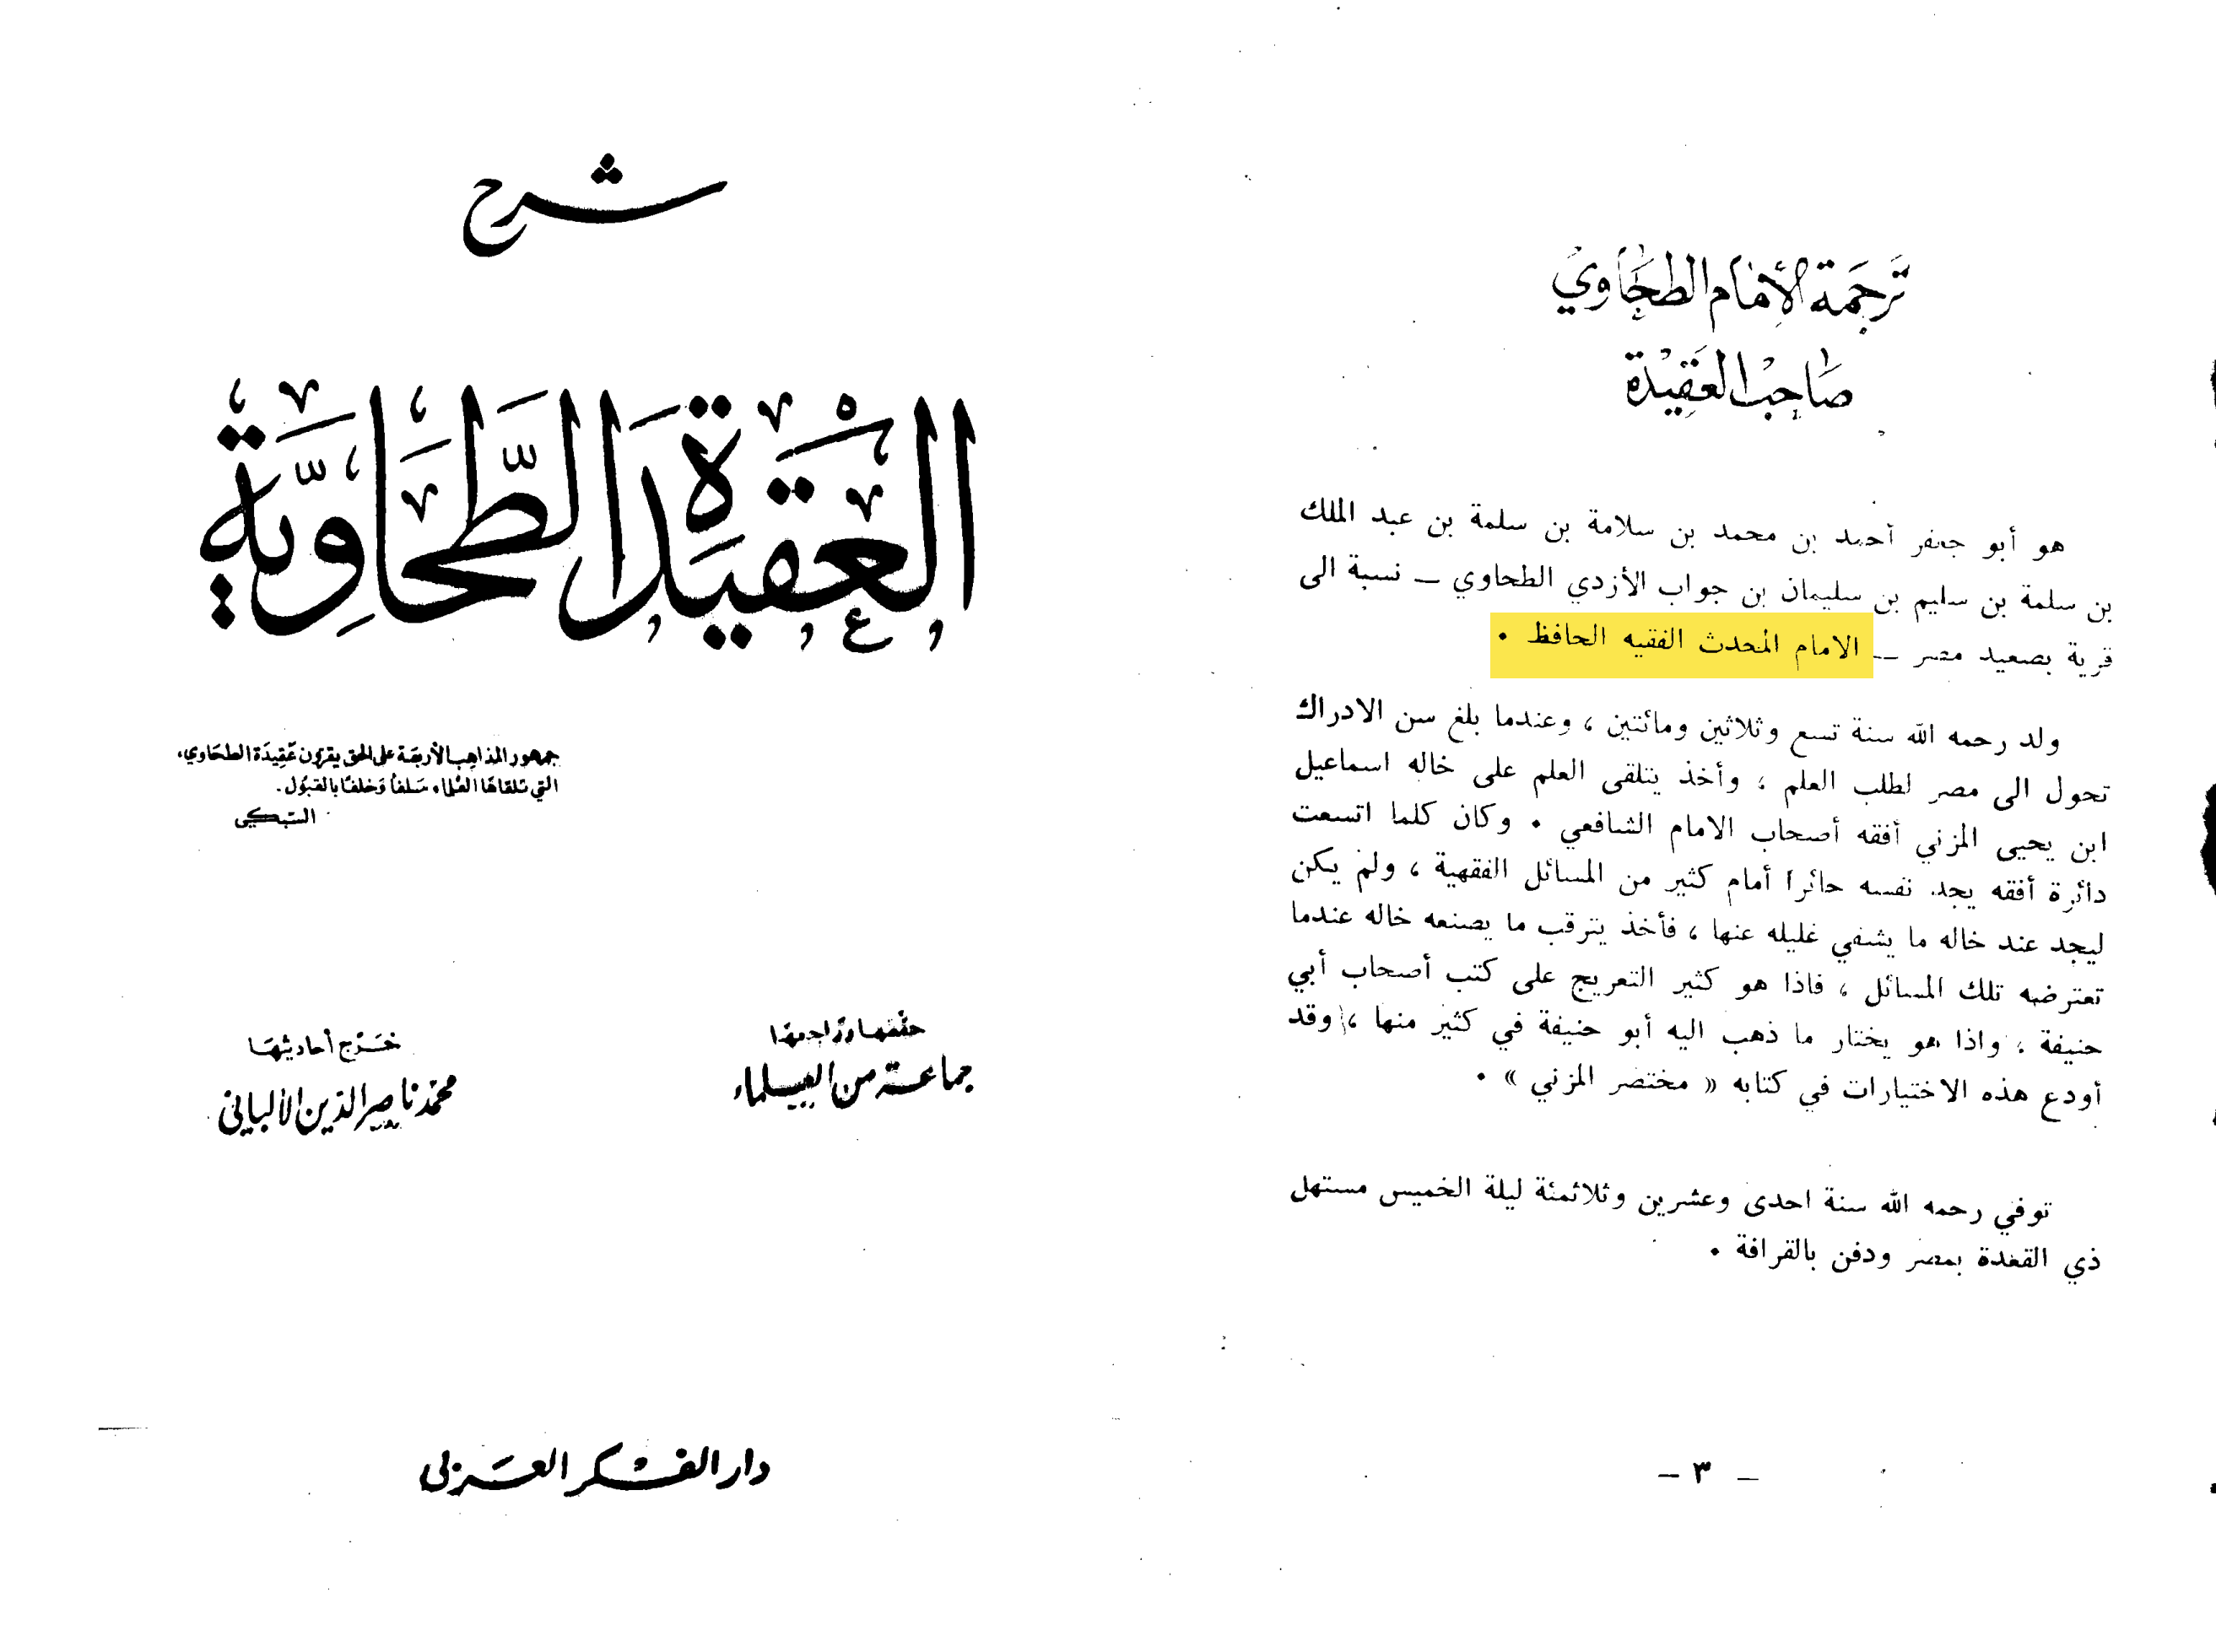 شرح
العقيدة الطحاوية
جمهور المذاهب الأربعة على الحق يقرون عقيدة الطحاوي،
التي تلقاها العلماء سلفاً وخلفاً بالقبول.
السبكي
حققها وراجعها
جماعة من العلماء
خرج أحاديثها
محمد ناصر الدين الألباني
دار الفكر العربي
ترجمة الإمام الطحاوي
صاحب العقيدة
هو أبو جعفر أحمد بن محمد بن سلامة بن سلمة بن عبد الملك
بن سلمة بن سليم بن سليمان بن جواب الأزدي الطحاوي ــ نسبة الى
قرية بصعيد مصر ــ الامام المحدث الفقيه الحافظ .
ولد رحمه الله سنة تسع وثلاثين ومائتين ، وعندما بلغ سن الادراك
تحول الى مصر لطلب العلم ، وأخذ يتلقى العلم على خاله اسماعيل
ابن يحيى المزني أفقه أصحاب الامام الشافعي . وكان كلما اتسعت
دائرة أفقه يجد نفسه حائراً أمام كثير من المسائل الفقهية ، ولم يكن
ليجد عند خاله ما يشفي غليله عنها ، فأخذ يترقب ما يصنعه خاله عندما
تعترضه تلك المسائل ، فاذا هو كثير التعريج على كتب أصحاب أبي
حنيفة ، واذا هو يختار ما ذهب اليه أبو حنيفة في كثير منها ، وقد
أودع هذه الاختيارات في كتابه « مختصر المزني » .
توفي رحمه الله سنة احدى وعشرين وثلاثمئة ليلة الخميس مستهل
ذي القعدة بمصر ودفن بالقرافة .
– ٣ –